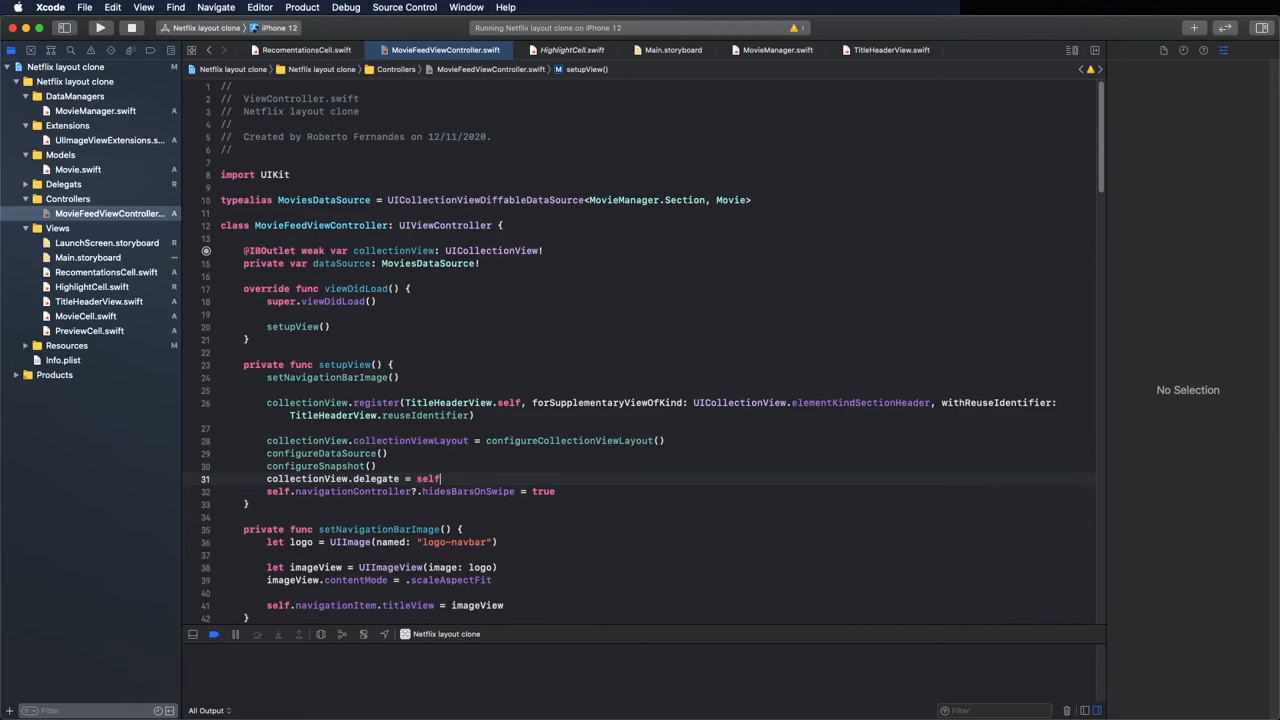 Xcode File Edit View Find Navigate Editor Product Debug Source Control Window Help
Netflix layout clone iPhone 12 Running Netflix layout clone on iPhone 12 1
RecomentationsCell.swift MovieFeedViewController.swift HighlightCell.swift Main.storyboard MovieManager.swift TitleHeaderView.swift
Netflix layout clone Netflix layout clone Controllers MovieFeedViewController.swift M setupView()
Netflix layout clone
Netflix layout clone
DataManagers
MovieManager.swift A
Extensions
UIImageViewExtensions.s... A
Models
Movie.swift A
Delegats R
Controllers
MovieFeedViewController... A
Views
LaunchScreen.storyboard R
Main.storyboard
RecomentationsCell.swift A
HighlightCell.swift A
TitleHeaderView.swift A
MovieCell.swift A
PreviewCell.swift A
Resources M
Info.plist
Products
Filter
1 //
2 // ViewController.swift
3 // Netflix layout clone
4 //
5 // Created by Roberto Fernandes on 12/11/2020.
6 //
7
8 import UIKit
9
10 typealias MoviesDataSource = UICollectionViewDiffableDataSource<MovieManager.Section, Movie>
11
12 class MovieFeedViewController: UIViewController {
13
@IBOutlet weak var collectionView: UICollectionView!
15 private var dataSource: MoviesDataSource!
16
17 override func viewDidLoad() {
18 super.viewDidLoad()
19
20 setupView()
21 }
22
23 private func setupView() {
24 setNavigationBarImage()
25
26 collectionView.register(TitleHeaderView.self, forSupplementaryViewOfKind: UICollectionView.elementKindSectionHeader, withReuseIdentifier:
TitleHeaderView.reuseIdentifier)
27
28 collectionView.collectionViewLayout = configureCollectionViewLayout()
29 configureDataSource()
30 configureSnapshot()
31 collectionView.delegate = self
32 self.navigationController?.hidesBarsOnSwipe = true
33 }
34
35 private func setNavigationBarImage() {
36 let logo = UIImage(named: "logo-navbar")
37
38 let imageView = UIImageView(image: logo)
39 imageView.contentMode = .scaleAspectFit
40
41 self.navigationItem.titleView = imageView
42 }
Netflix layout clone
All Output
Filter
No Selection